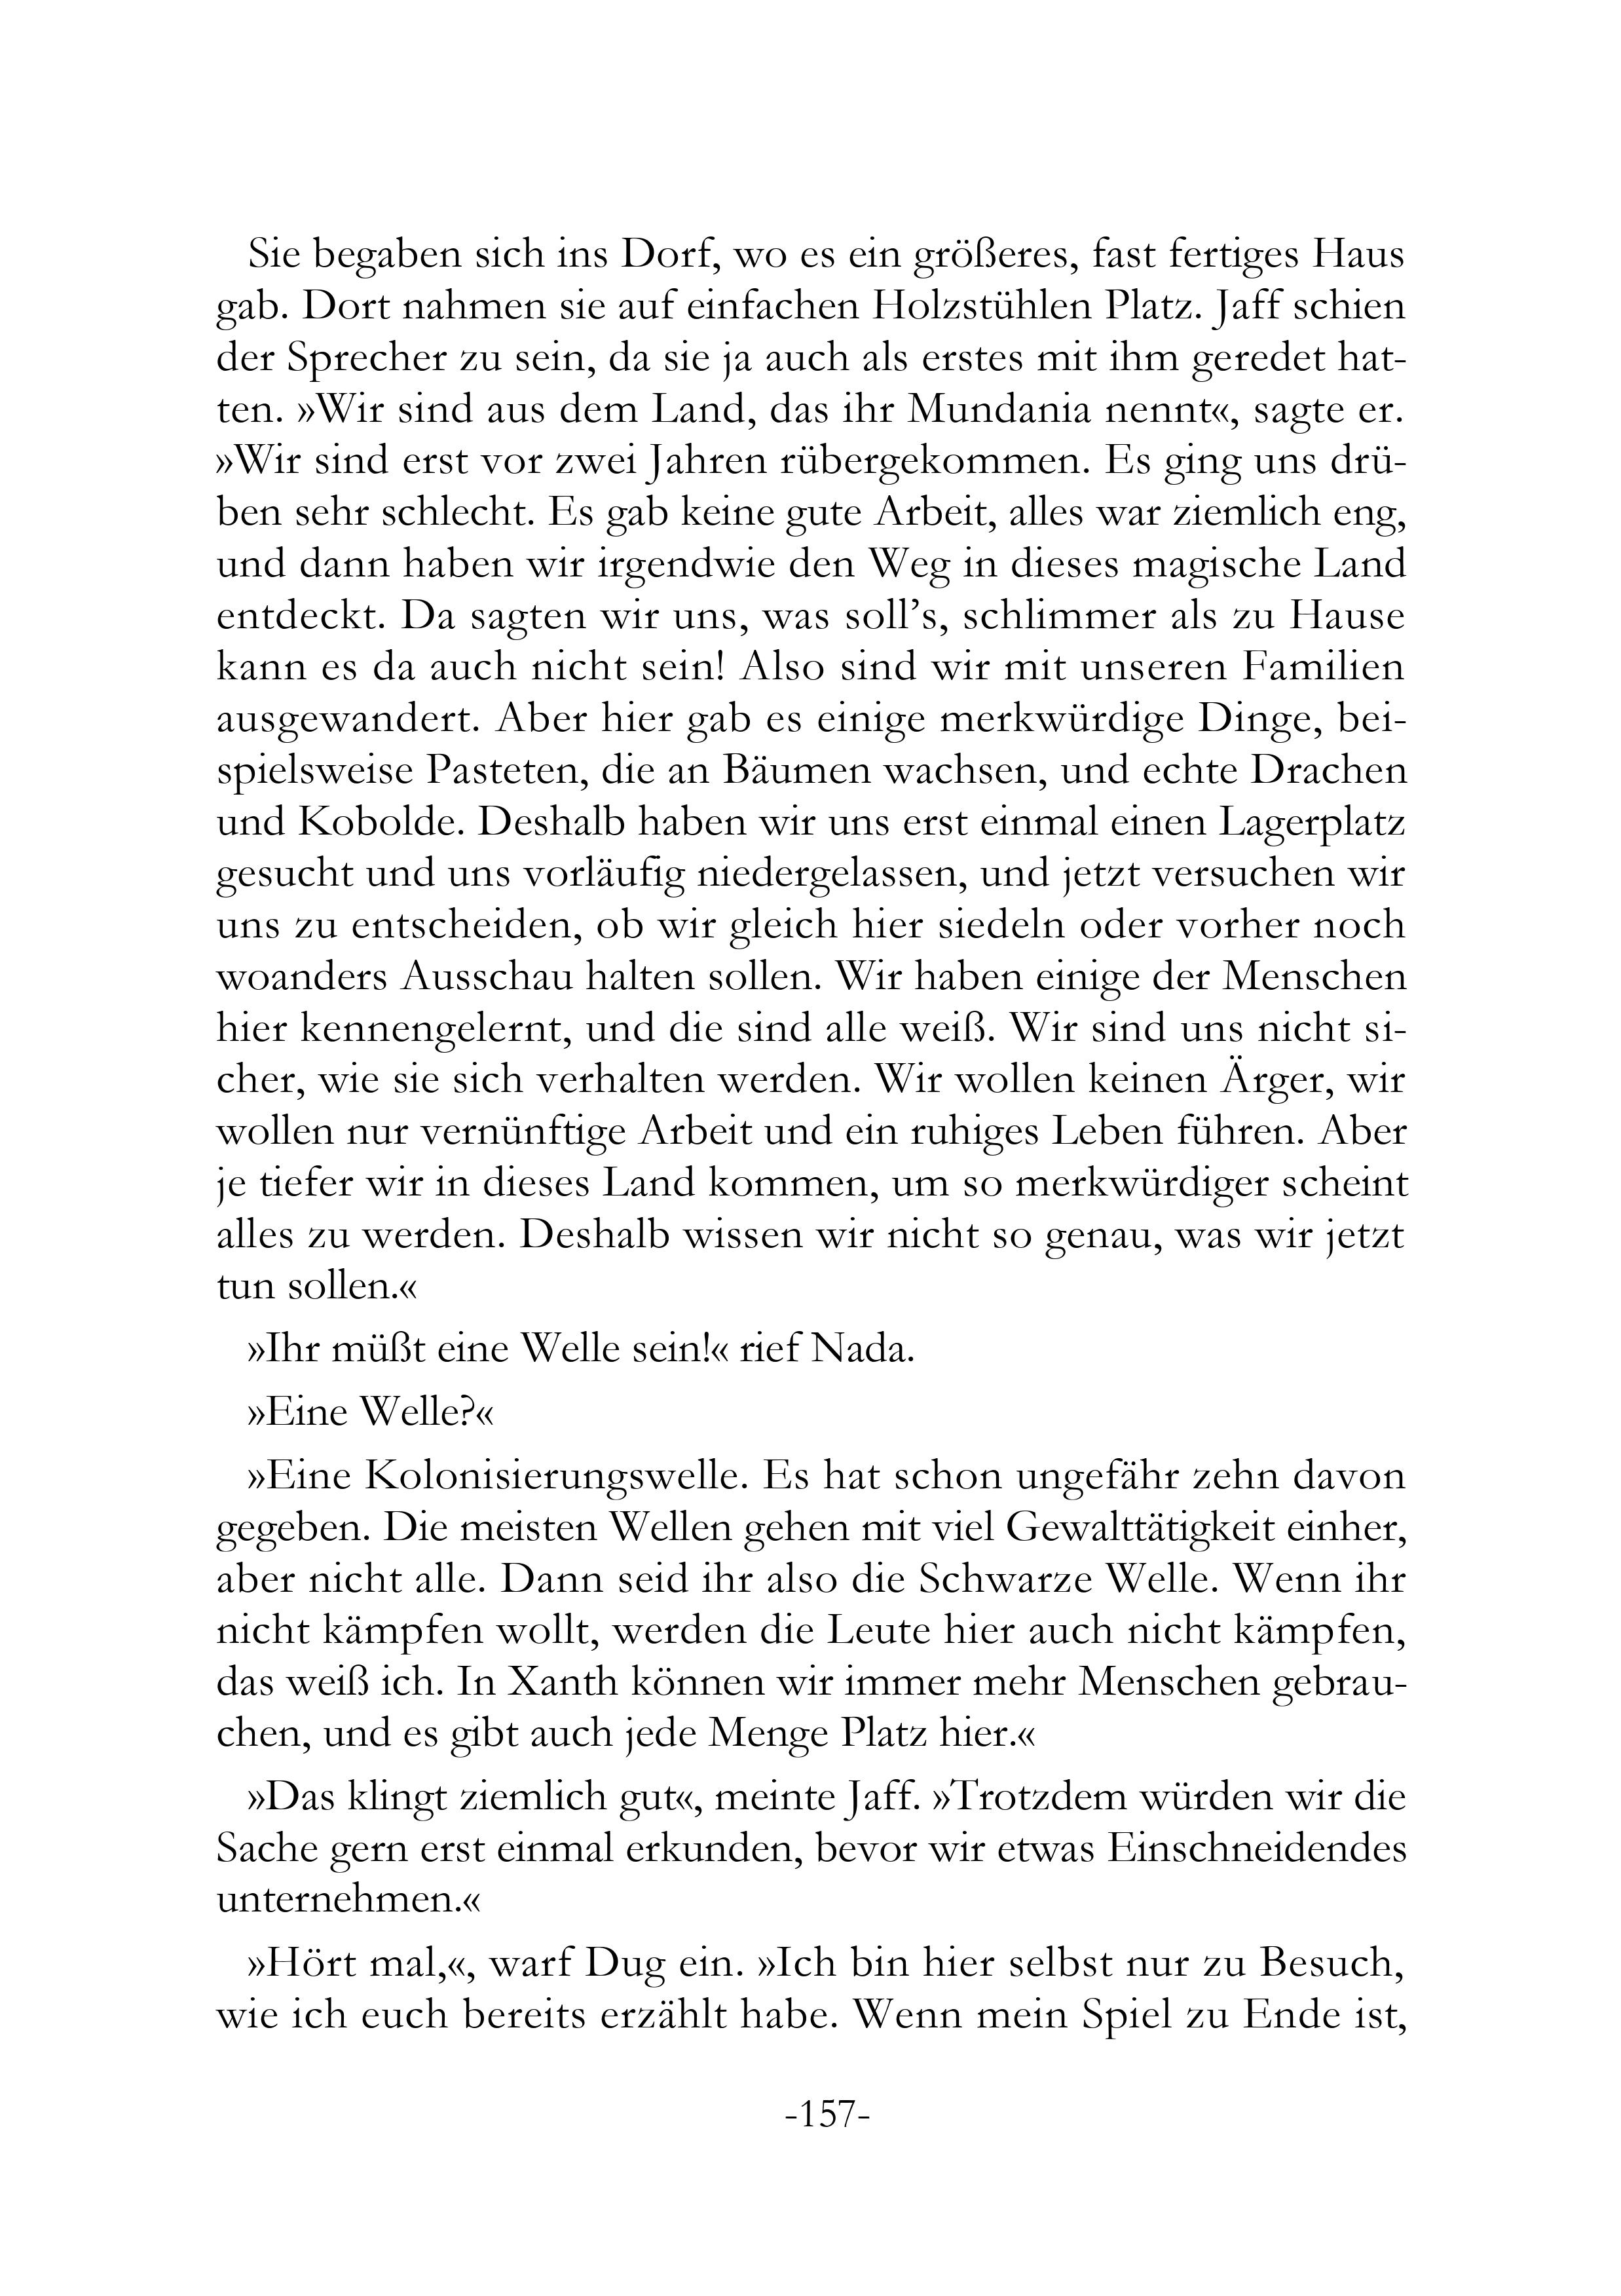 Sie begaben sich ins Dorf, wo es ein größeres, fast fertiges Haus
gab. Dort nahmen sie auf einfachen Holzstühlen Platz. Jaff schien
der Sprecher zu sein, da sie ja auch als erstes mit ihm geredet hat-
ten. »Wir sind aus dem Land, das ihr Mundania nennt«, sagte er.
»Wir sind erst vor zwei Jahren rübergekommen. Es ging uns drü-
ben sehr schlecht. Es gab keine gute Arbeit, alles war ziemlich eng,
und dann haben wir irgendwie den Weg in dieses magische Land
entdeckt. Da sagten wir uns, was soll’s, schlimmer als zu Hause
kann es da auch nicht sein! Also sind wir mit unseren Familien
ausgewandert. Aber hier gab es einige merkwürdige Dinge, bei-
spielsweise Pasteten, die an Bäumen wachsen, und echte Drachen
und Kobolde. Deshalb haben wir uns erst einmal einen Lagerplatz
gesucht und uns vorläufig niedergelassen, und jetzt versuchen wir
uns zu entscheiden, ob wir gleich hier siedeln oder vorher noch
woanders Ausschau halten sollen. Wir haben einige der Menschen
hier kennengelernt, und die sind alle weiß. Wir sind uns nicht si-
cher, wie sie sich verhalten werden. Wir wollen keinen Ärger, wir
wollen nur vernünftige Arbeit und ein ruhiges Leben führen. Aber
je tiefer wir in dieses Land kommen, um so merkwürdiger scheint
alles zu werden. Deshalb wissen wir nicht so genau, was wir jetzt
tun sollen.«
»Ihr müßt eine Welle sein!« rief Nada.
»Eine Welle?«
»Eine Kolonisierungswelle. Es hat schon ungefähr zehn davon
gegeben. Die meisten Wellen gehen mit viel Gewalttätigkeit einher,
aber nicht alle. Dann seid ihr also die Schwarze Welle. Wenn ihr
nicht kämpfen wollt, werden die Leute hier auch nicht kämpfen,
das weiß ich. In Xanth können wir immer mehr Menschen gebrau-
chen, und es gibt auch jede Menge Platz hier.«
»Das klingt ziemlich gut«, meinte Jaff. »Trotzdem würden wir die
Sache gern erst einmal erkunden, bevor wir etwas Einschneidendes
unternehmen.«
»Hört mal,«, warf Dug ein. »Ich bin hier selbst nur zu Besuch,
wie ich euch bereits erzählt habe. Wenn mein Spiel zu Ende ist,
-157-